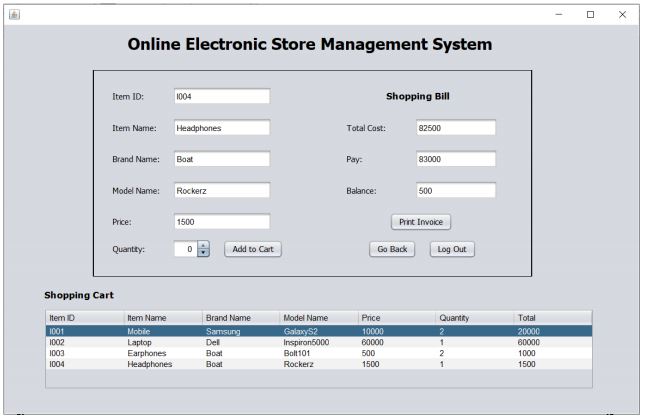 Online Electronic Store Management System
Item ID: I004 Shopping Bill
Item Name: Headphones Total Cost: 82500
Brand Name: Boat Pay: 83000
Model Name: Rockerz Balance: 500
Price: 1500 Print Invoice
Quantity: 0 Add to Cart Go Back Log Out
Shopping Cart
Item ID Item Name Brand Name Model Name Price Quantity Total
I001 Mobile Samsung GalaxyS2 10000 2 20000
I002 Laptop Dell Inspiron5000 60000 1 60000
I003 Earphones Boat Bolt101 500 2 1000
I004 Headphones Boat Rockerz 1500 1 1500